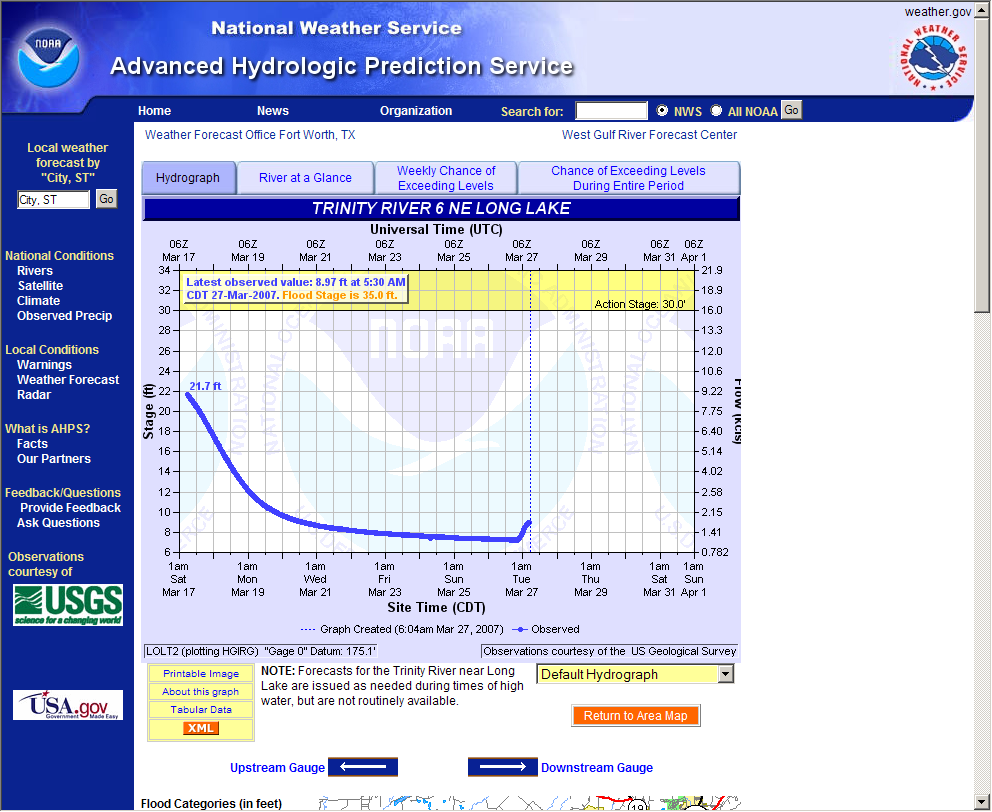 weather.gov
NOAA
National Weather Service
Advanced Hydrologic Prediction Service
NATIONAL WEATHER SERVICE
Home News Organization Search for: NWS All NOAA Go
Weather Forecast Office Fort Worth, TX West Gulf River Forecast Center
Local weather
forecast by
"City, ST"
City, ST Go
National Conditions
Rivers
Satellite
Climate
Observed Precip
Local Conditions
Warnings
Weather Forecast
Radar
What is AHPS?
Facts
Our Partners
Feedback/Questions
Provide Feedback
Ask Questions
Observations
courtesy of
USGS
science for a changing world
USA.gov
Government Made Easy
Hydrograph River at a Glance Weekly Chance of Exceeding Levels Chance of Exceeding Levels During Entire Period
TRINITY RIVER 6 NE LONG LAKE
Universal Time (UTC)
06Z 06Z 06Z 06Z 06Z 06Z 06Z 06Z 06Z
Mar 17 Mar 19 Mar 21 Mar 23 Mar 25 Mar 27 Mar 29 Mar 31 Apr 1
Latest observed value: 8.97 ft at 5:30 AM
CDT 27-Mar-2007. Flood Stage is 35.0 ft.
Action Stage: 30.0'
NOAA
21.7 ft
Stage (ft)
34 21.9
32 18.9
30 16.0
28 13.3
26 12.0
24 10.6
22 9.22
20 7.75
18 6.40
16 5.14
14 4.02
12 2.58
10 2.15
8 1.41
6 0.782
Flow (kcfs)
1am 1am 1am 1am 1am 1am 1am 1am 1am
Sat Mon Wed Fri Sun Tue Thu Sat Sun
Mar 17 Mar 19 Mar 21 Mar 23 Mar 25 Mar 27 Mar 29 Mar 31 Apr 1
Site Time (CDT)
Graph Created (6:04am Mar 27, 2007) Observed
LOLT2 (plotting HGIRG) "Gage 0" Datum: 175.1' Observations courtesy of the US Geological Survey
Printable Image
About this graph
Tabular Data
XML
NOTE: Forecasts for the Trinity River near Long
Lake are issued as needed during times of high
water, but are not routinely available.
Default Hydrograph
Return to Area Map
Upstream Gauge Downstream Gauge
Flood Categories (in feet)
19